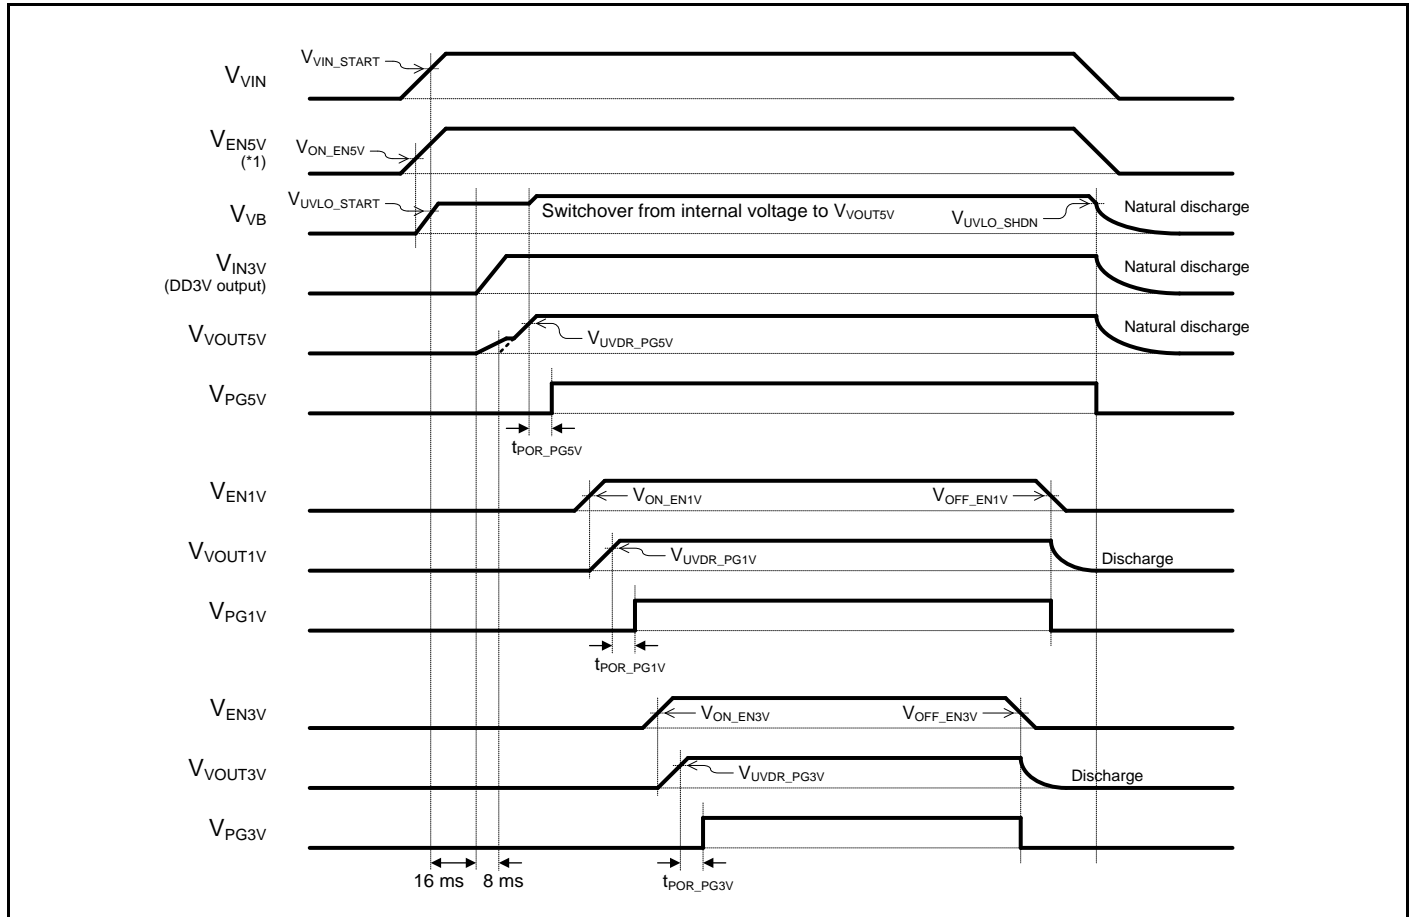 VVIN
VVIN_START
VEN5V
(*1)
VON_EN5V
VVB
VUVLO_START
Switchover from internal voltage to VVOUT5V
VUVLO_SHDN
Natural discharge
VIN3V
(DD3V output)
Natural discharge
VVOUT5V
VUVDR_PG5V
Natural discharge
VPG5V
tPOR_PG5V
VEN1V
VON_EN1V
VOFF_EN1V
VVOUT1V
VUVDR_PG1V
Discharge
VPG1V
tPOR_PG1V
VEN3V
VON_EN3V
VOFF_EN3V
VVOUT3V
VUVDR_PG3V
Discharge
VPG3V
16 ms
8 ms
tPOR_PG3V